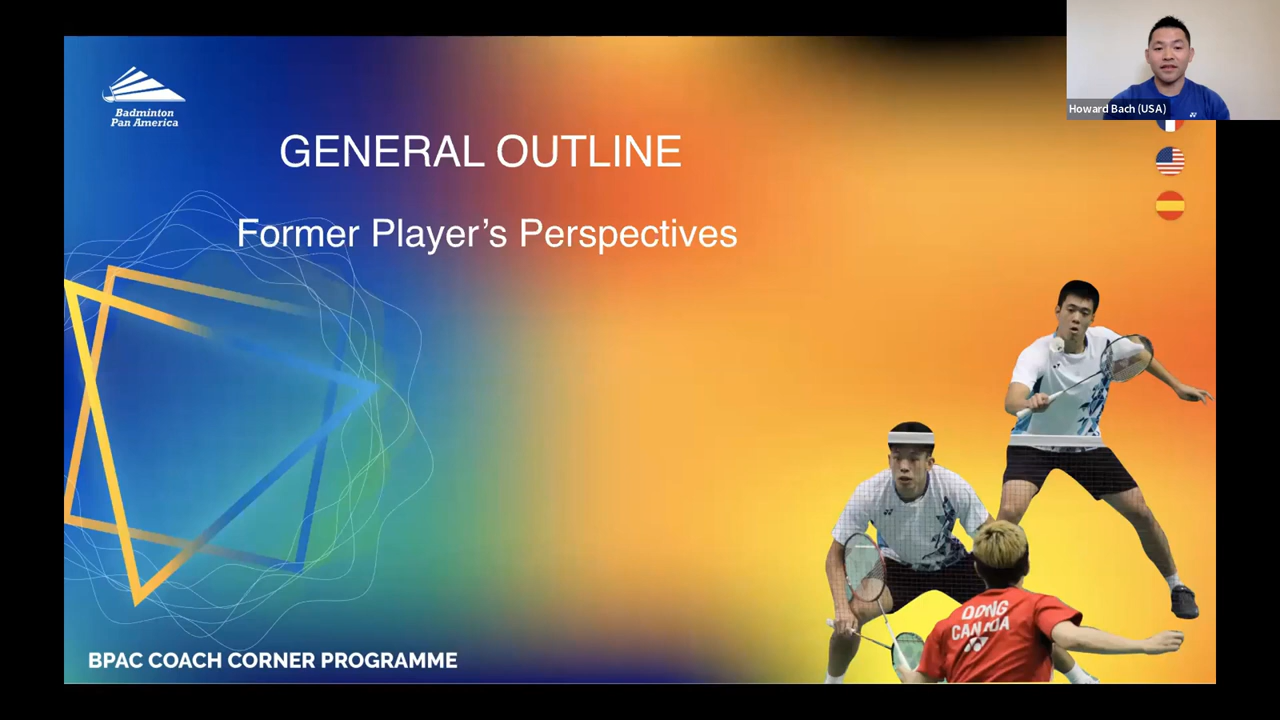 Howard Bach (USA)
Badminton
Pan America
GENERAL OUTLINE
Former Player’s Perspectives
DONG
CANADA
BPAC COACH CORNER PROGRAMME